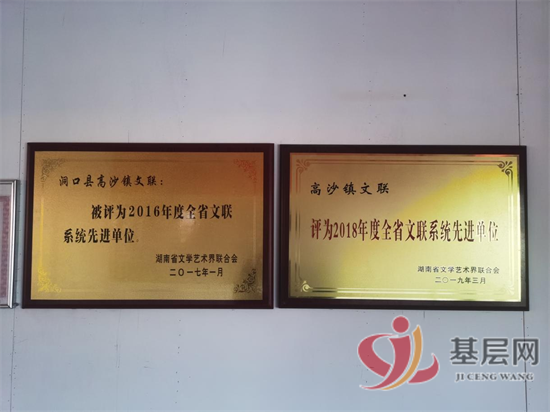 洞口县高沙镇文联：
被评为2016年度全省文联
系统先进单位。
湖南省文学艺术界联合会
二〇一七年一月
高沙镇文联
评为2018年度全省文联系统先进单位
湖南省文学艺术界联合会
二〇一九年三月
基层网
JI CENG WANG